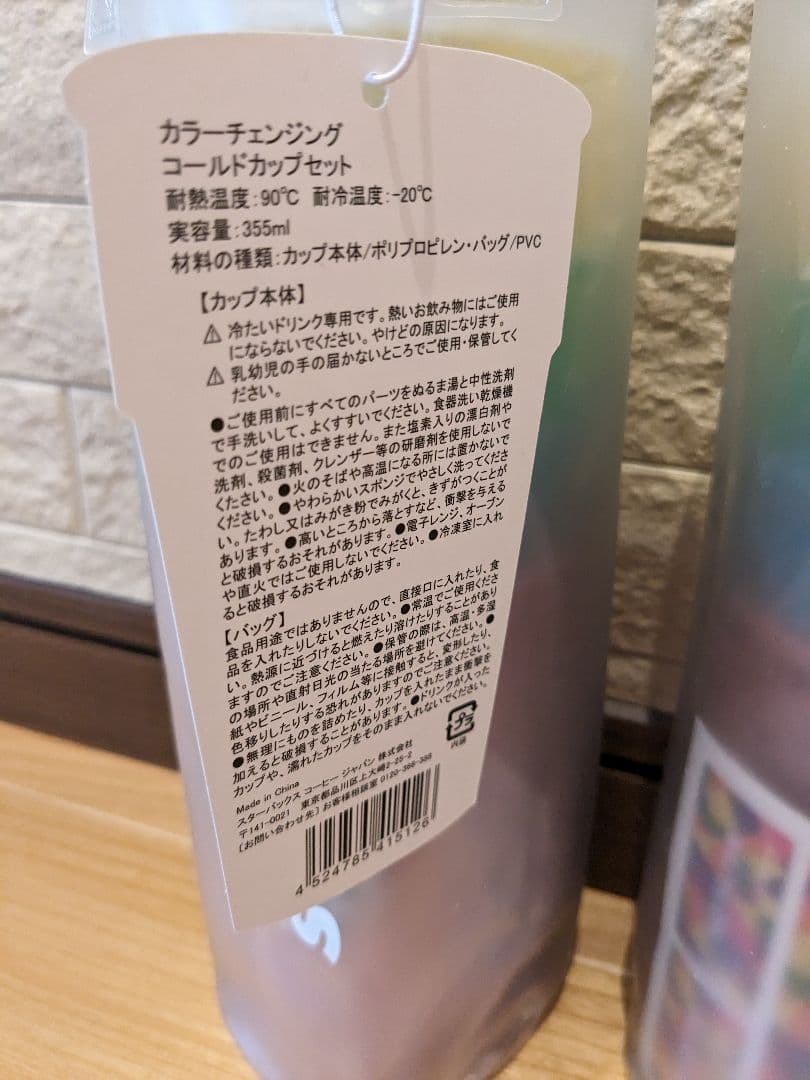 カラーチェンジング
コールドカップセット
耐熱温度:90℃ 耐冷温度:-20℃
実容量:355ml
材料の種類:カップ本体/ポリプロピレン・バッグ/PVC
【カップ本体】
⚠ 冷たいドリンク専用です。熱いお飲み物にはご使用
にならないでください。やけどの原因になります。
⚠ 乳幼児の手の届かないところでご使用・保管してく
ださい。
●ご使用前にすべてのパーツをぬるま湯と中性洗剤
で手洗いして、よくすすいでください。食器洗い乾燥機
でのご使用はできません。また塩素入りの漂白剤や
洗剤、殺菌剤、クレンザー等の研磨剤を使用しないで
ください。●火のそばや高温になる所には置かないで
ください。●やわらかいスポンジでやさしく洗ってくださ
い。たわし又はみがき粉でみがくと、きずがつくことが
あります。●高いところから落とすなど、衝撃を与える
と破損するおそれがあります。●電子レンジ、オーブン
や直火ではご使用しないでください。●冷凍室に入れ
ると破損するおそれがあります。
【バッグ】
食品用途ではありませんので、直接口に入れたり、食
品を入れたりしないでください。●常温でご使用くださ
い。熱源に近づけると燃えたり溶けたりすることがあり
ますのでご注意ください。●保管の際は、高温・多湿
の場所や直射日光の当たる場所を避けてください。●
紙やビニール、フィルム等に接触すると、変形したり、
色移りしたりする恐れがありますのでご注意ください。
●無理にものを詰めたり、カップを入れたまま衝撃を
加えると破損することがあります。●ドリンクが入った
カップや、濡れたカップをそのまま入れないでください。
プラ
内袋
Made in China
スターバックス コーヒー ジャパン 株式会社
〒141-0021 東京都品川区上大崎2-25-2
〔お問い合わせ先〕お客様相談室 0120-388-388
4 524785 415126
S